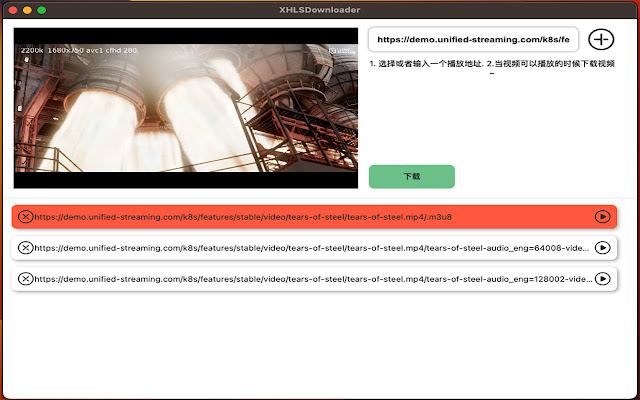 XHLSDownloader
2200k 1680x750 avc1 cfhd 280
https://demo.unified-streaming.com/k8s/fe
1. 选择或者输入一个播放地址. 2.当视频可以播放的时候下载视频
~
下载
https://demo.unified-streaming.com/k8s/features/stable/video/tears-of-steel/tears-of-steel.mp4/.m3u8
https://demo.unified-streaming.com/k8s/features/stable/video/tears-of-steel/tears-of-steel.mp4/tears-of-steel-audio_eng=64008-vide...
https://demo.unified-streaming.com/k8s/features/stable/video/tears-of-steel/tears-of-steel.mp4/tears-of-steel-audio_eng=128002-vide...